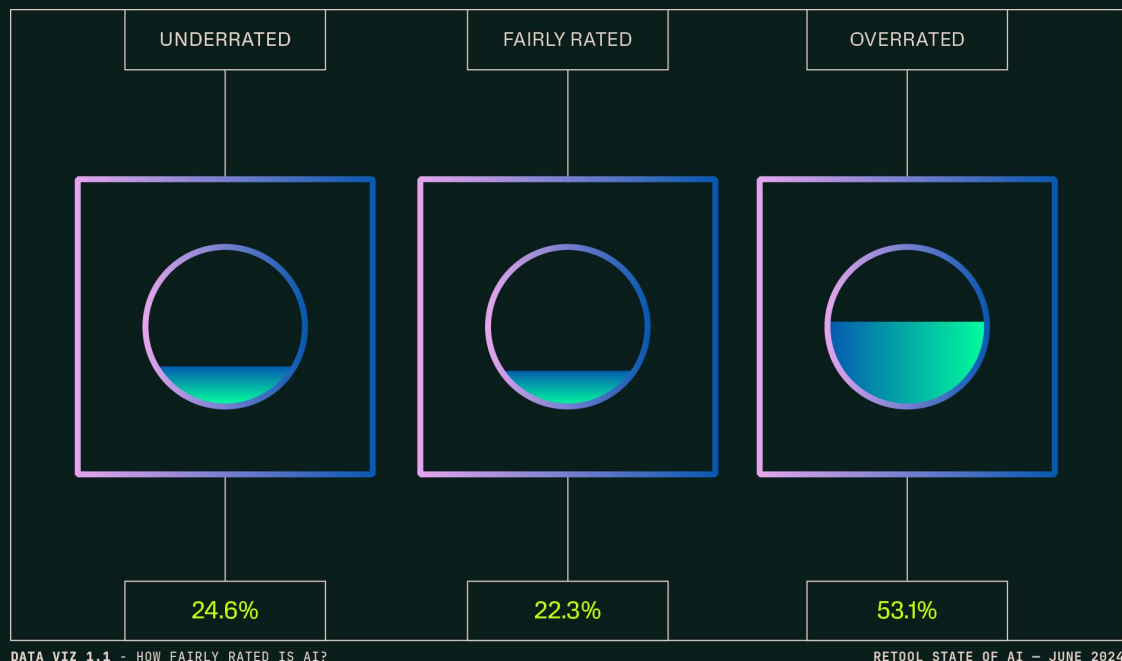 UNDERRATED
FAIRLY RATED
OVERRATED
24.6%
22.3%
53.1%
DATA VIZ 1.1 - HOW FAIRLY RATED IS AI?
RETOOL STATE OF AI — JUNE 2024